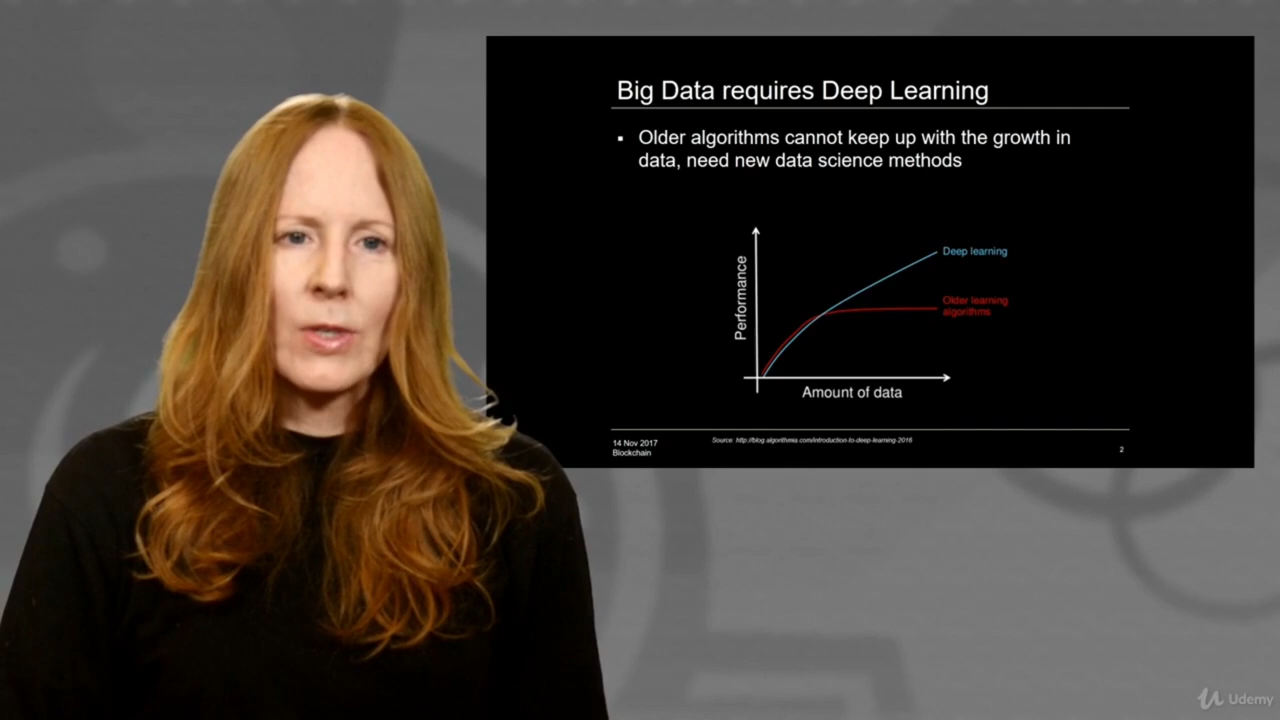 Big Data requires Deep Learning
▪ Older algorithms cannot keep up with the growth in
data, need new data science methods
Performance
Deep learning
Older learning
algorithms
Amount of data
14 Nov 2017
Blockchain
Source: http://blog.algorithmia.com/introduction-to-deep-learning-2016
2
Udemy